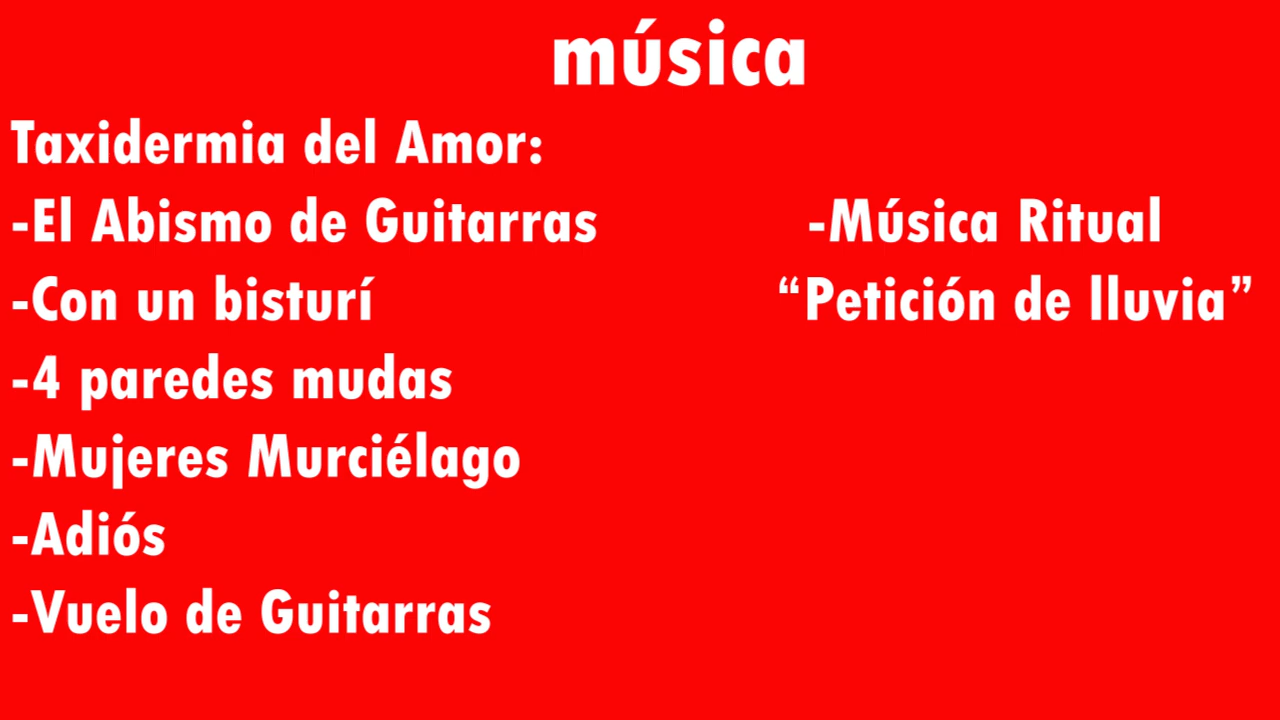 música
Taxidermia del Amor:
-El Abismo de Guitarras
-Con un bisturí
-4 paredes mudas
-Mujeres Murciélago
-Adiós
-Vuelo de Guitarras
-Música Ritual
“Petición de lluvia”